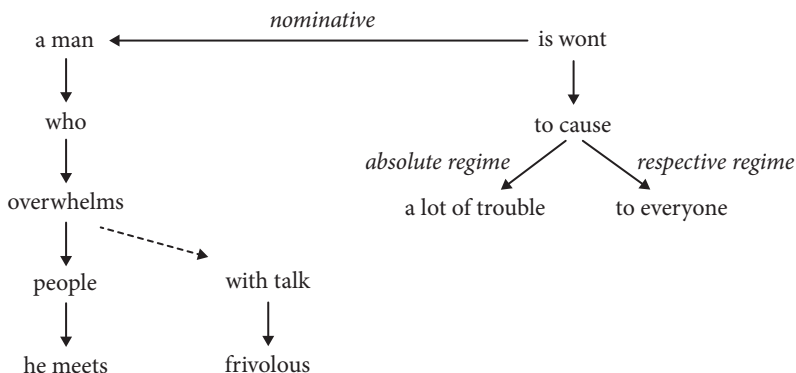 nominative
a man
is wont
who
to cause
absolute regime
respective regime
overwhelms
a lot of trouble
to everyone
people
with talk
he meets
frivolous